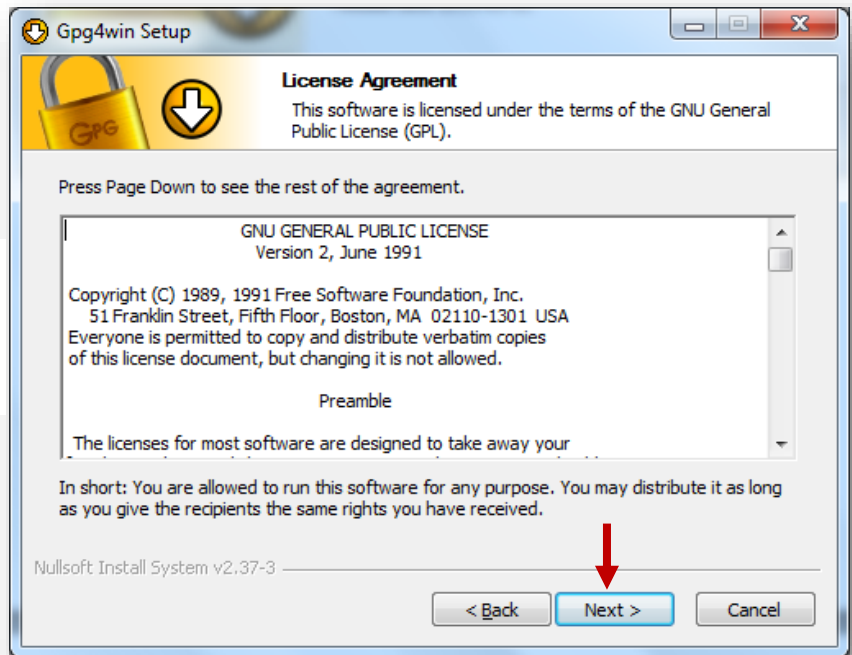 Gpg4win Setup
GPG
License Agreement
This software is licensed under the terms of the GNU General
Public License (GPL).
Press Page Down to see the rest of the agreement.
GNU GENERAL PUBLIC LICENSE
Version 2, June 1991
Copyright (C) 1989, 1991 Free Software Foundation, Inc.
51 Franklin Street, Fifth Floor, Boston, MA 02110-1301 USA
Everyone is permitted to copy and distribute verbatim copies
of this license document, but changing it is not allowed.
Preamble
The licenses for most software are designed to take away your
In short: You are allowed to run this software for any purpose. You may distribute it as long
as you give the recipients the same rights you have received.
Nullsoft Install System v2.37-3
< Back Next > Cancel